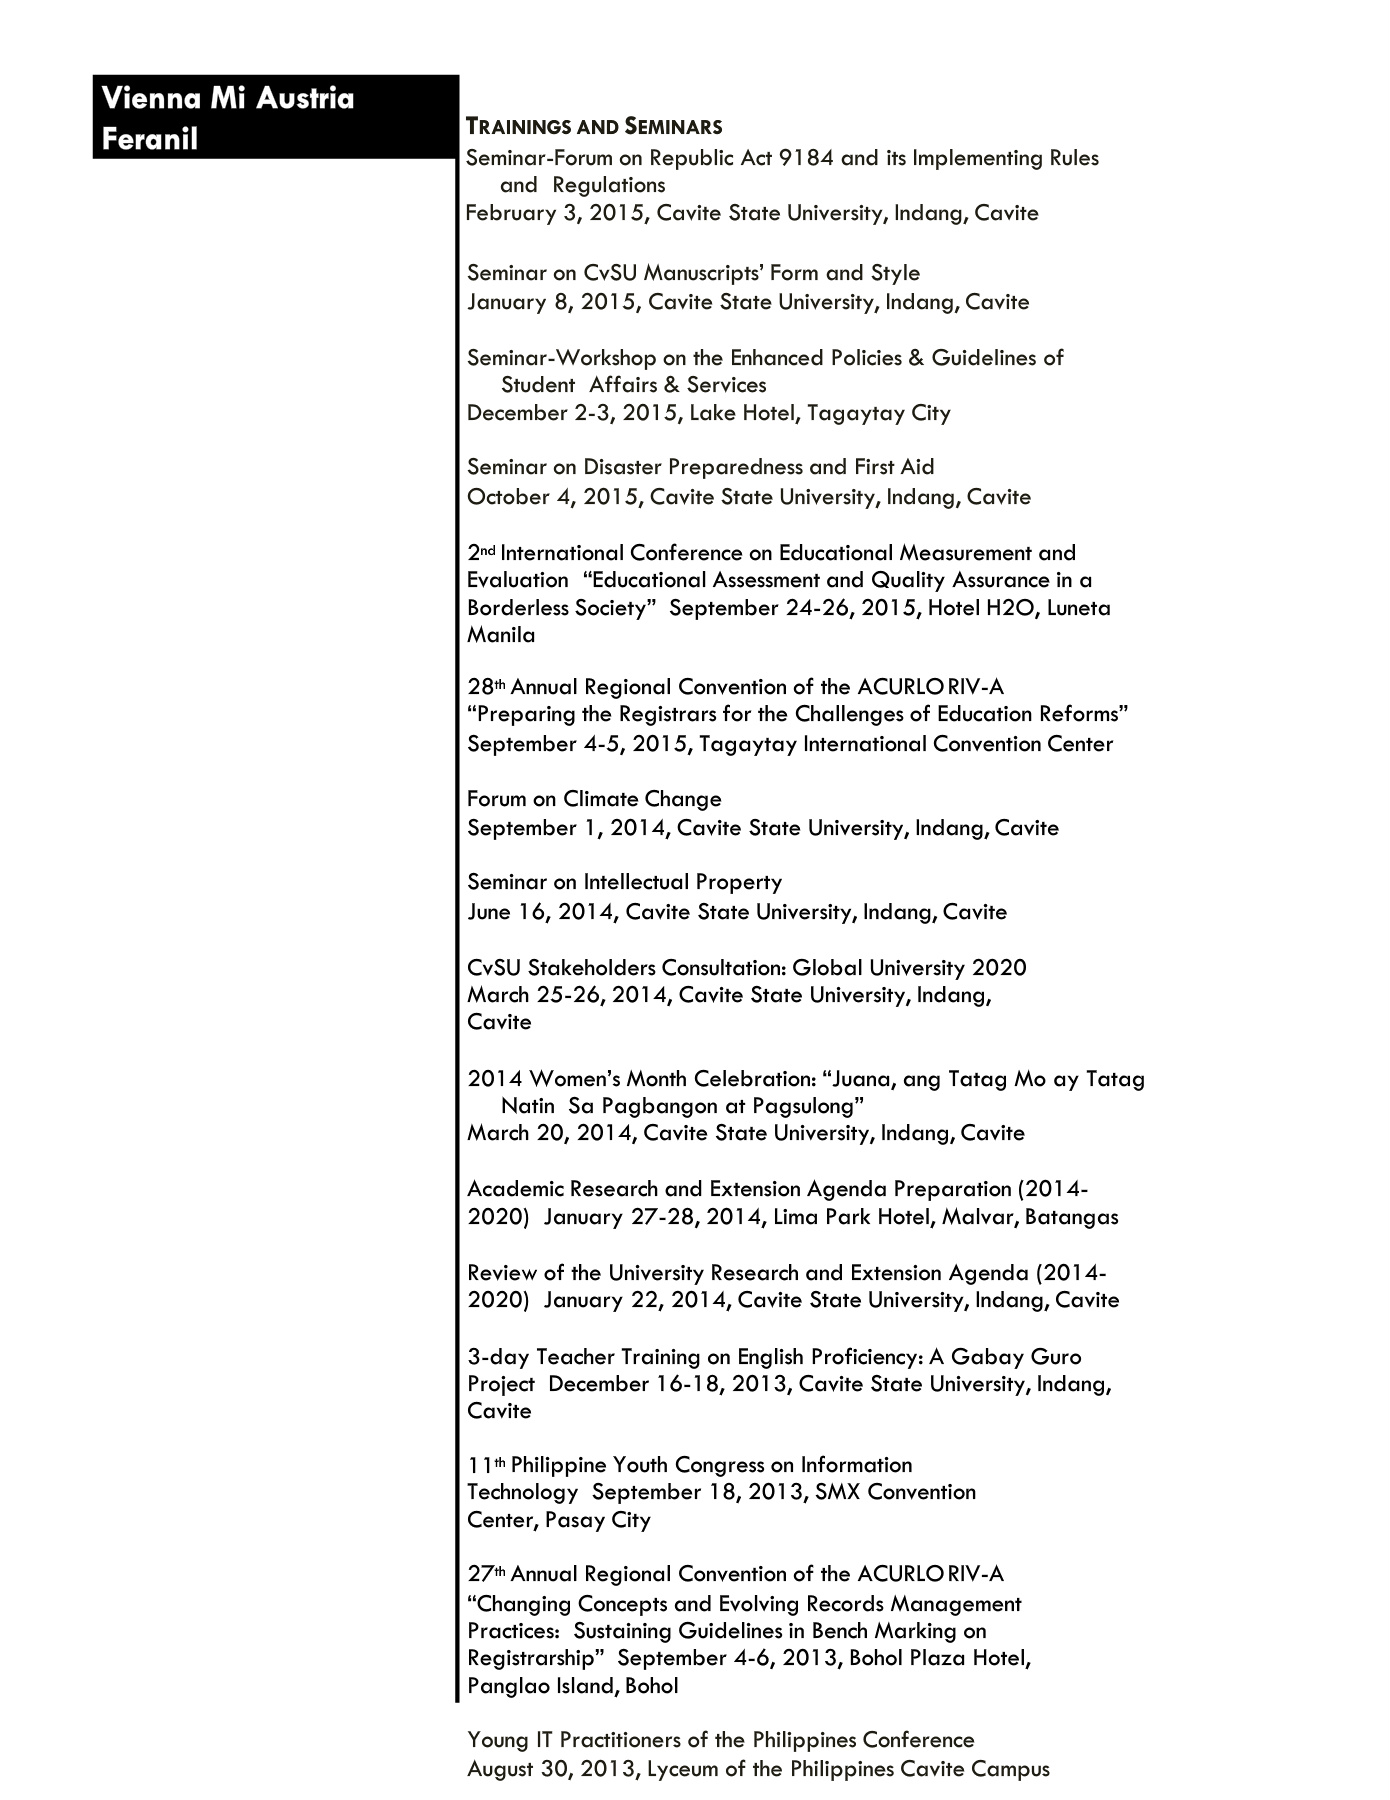 Vienna Mi Austria
Feranil
TRAININGS AND SEMINARS
Seminar-Forum on Republic Act 9184 and its Implementing Rules
and Regulations
February 3, 2015, Cavite State University, Indang, Cavite
Seminar on CvSU Manuscripts’ Form and Style
January 8, 2015, Cavite State University, Indang, Cavite
Seminar-Workshop on the Enhanced Policies & Guidelines of
Student Affairs & Services
December 2-3, 2015, Lake Hotel, Tagaytay City
Seminar on Disaster Preparedness and First Aid
October 4, 2015, Cavite State University, Indang, Cavite
2nd International Conference on Educational Measurement and
Evaluation “Educational Assessment and Quality Assurance in a
Borderless Society” September 24-26, 2015, Hotel H2O, Luneta
Manila
28th Annual Regional Convention of the ACURLO RIV-A
“Preparing the Registrars for the Challenges of Education Reforms”
September 4-5, 2015, Tagaytay International Convention Center
Forum on Climate Change
September 1, 2014, Cavite State University, Indang, Cavite
Seminar on Intellectual Property
June 16, 2014, Cavite State University, Indang, Cavite
CvSU Stakeholders Consultation: Global University 2020
March 25-26, 2014, Cavite State University, Indang,
Cavite
2014 Women’s Month Celebration: “Juana, ang Tatag Mo ay Tatag
Natin Sa Pagbangon at Pagsulong”
March 20, 2014, Cavite State University, Indang, Cavite
Academic Research and Extension Agenda Preparation (2014-
2020) January 27-28, 2014, Lima Park Hotel, Malvar, Batangas
Review of the University Research and Extension Agenda (2014-
2020) January 22, 2014, Cavite State University, Indang, Cavite
3-day Teacher Training on English Proficiency: A Gabay Guro
Project December 16-18, 2013, Cavite State University, Indang,
Cavite
11th Philippine Youth Congress on Information
Technology September 18, 2013, SMX Convention
Center, Pasay City
27th Annual Regional Convention of the ACURLO RIV-A
“Changing Concepts and Evolving Records Management
Practices: Sustaining Guidelines in Bench Marking on
Registrarship” September 4-6, 2013, Bohol Plaza Hotel,
Panglao Island, Bohol
Young IT Practitioners of the Philippines Conference
August 30, 2013, Lyceum of the Philippines Cavite Campus